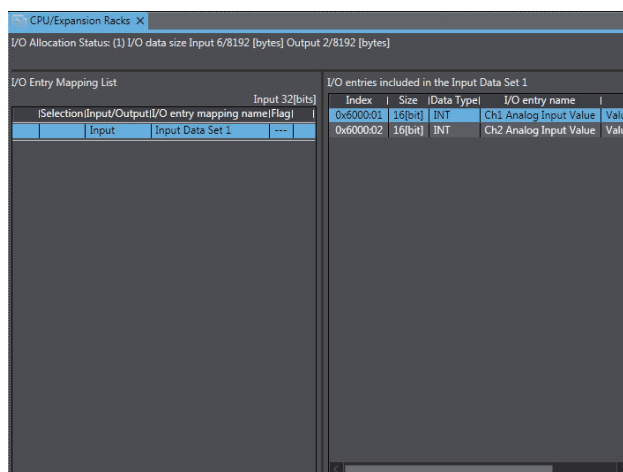 CPU/Expansion Racks X
I/O Allocation Status: (1) I/O data size Input 6/8192 [bytes] Output 2/8192 [bytes]
I/O Entry Mapping List
Input 32[bits]
|Selection|Input/Output|I/O entry mapping name|Flag| |
Input Input Data Set 1 ---
I/O entries included in the Input Data Set 1
Index | Size |Data Type| I/O entry name |
0x6000:01 16[bit] INT Ch1 Analog Input Value Valu
0x6000:02 16[bit] INT Ch2 Analog Input Value Valu